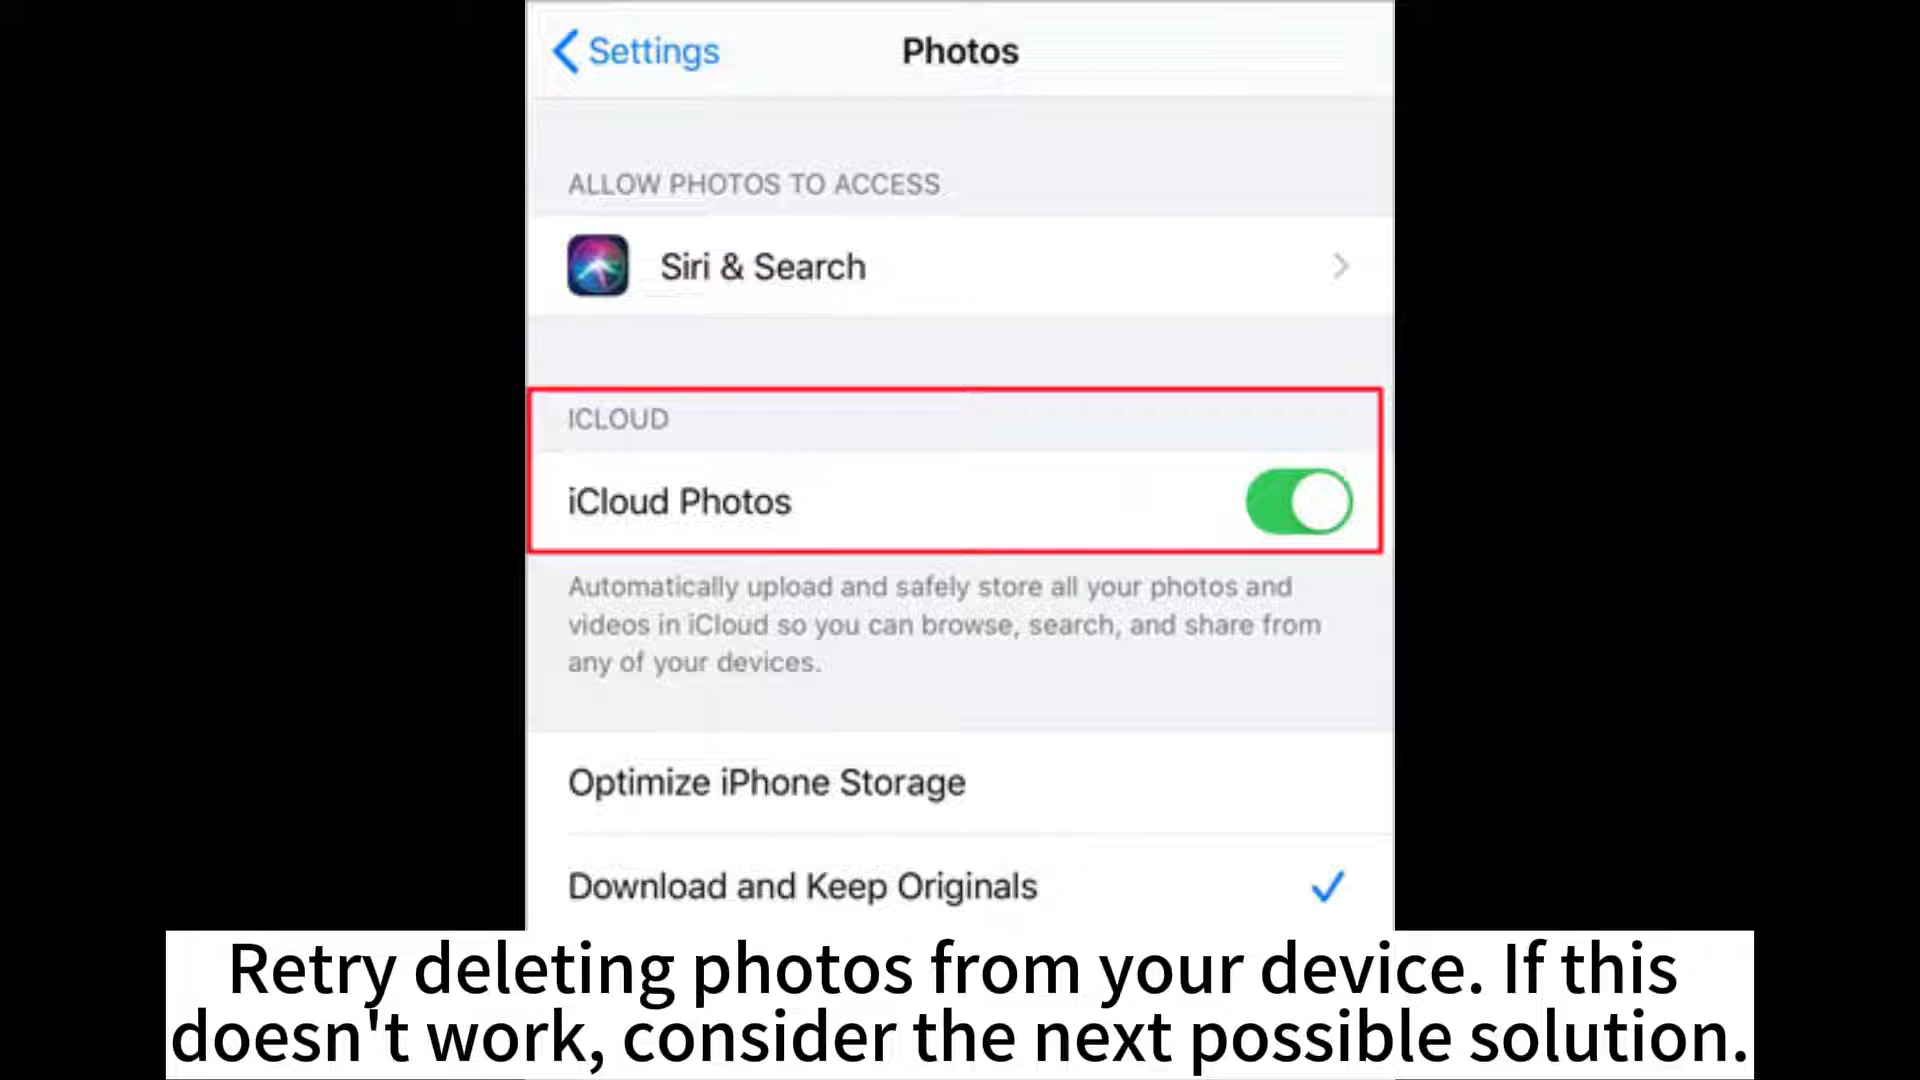 Settings
Photos
ALLOW PHOTOS TO ACCESS
Siri & Search
ICLOUD
iCloud Photos
Automatically upload and safely store all your photos and
videos in iCloud so you can browse, search, and share from
any of your devices.
Optimize iPhone Storage
Download and Keep Originals
Retry deleting photos from your device. If this
doesn't work, consider the next possible solution.